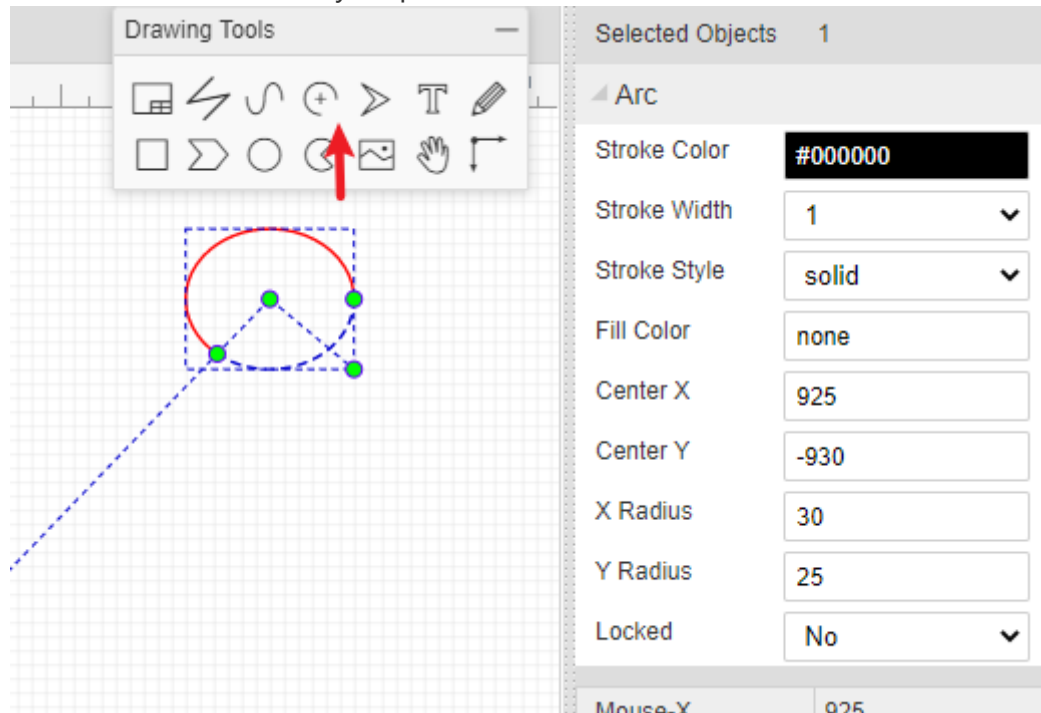 Drawing Tools
Selected Objects 1
Arc
Stroke Color #000000
Stroke Width 1
Stroke Style solid
Fill Color none
Center X 925
Center Y -930
X Radius 30
Y Radius 25
Locked No
Mouse-X 925